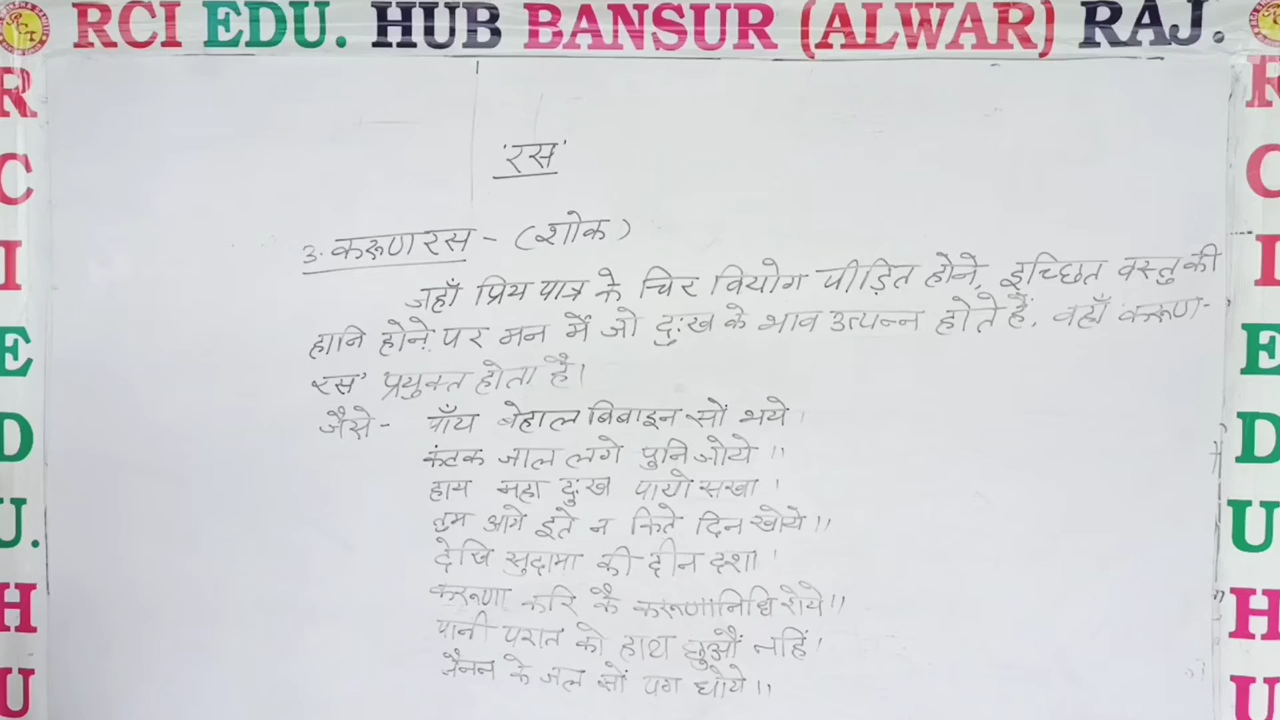 RCI EDU. HUB BANSUR (ALWAR) RAJ.
R
C
I
E
D
U.
H
U
'रस'
3. करूण रस - (शोक)
जहाँ प्रिय पात्र के चिर वियोग पीड़ित होने, इच्छित वस्तु की
हानि होने पर मन में जो दुःख के भाव उत्पन्न होते हैं, वहाँ करूण-
रस' प्रयुक्त होता है।
जैसे- पाँय बेहाल बिबाइन सों भये।
कंटक जाल लगे पुनि जोये॥
हाय महा दुःख पायो सखा।
तुम आगे इते न किते दिन खोये॥
देखि सुदामा की दीन दशा।
करूणा करि कै करूणानिधि रोये॥
पानी परात को हाथ छुऔं नहिं।
नैनन के जल सों पग धोये॥
R
C
I
E
D
U
H
U